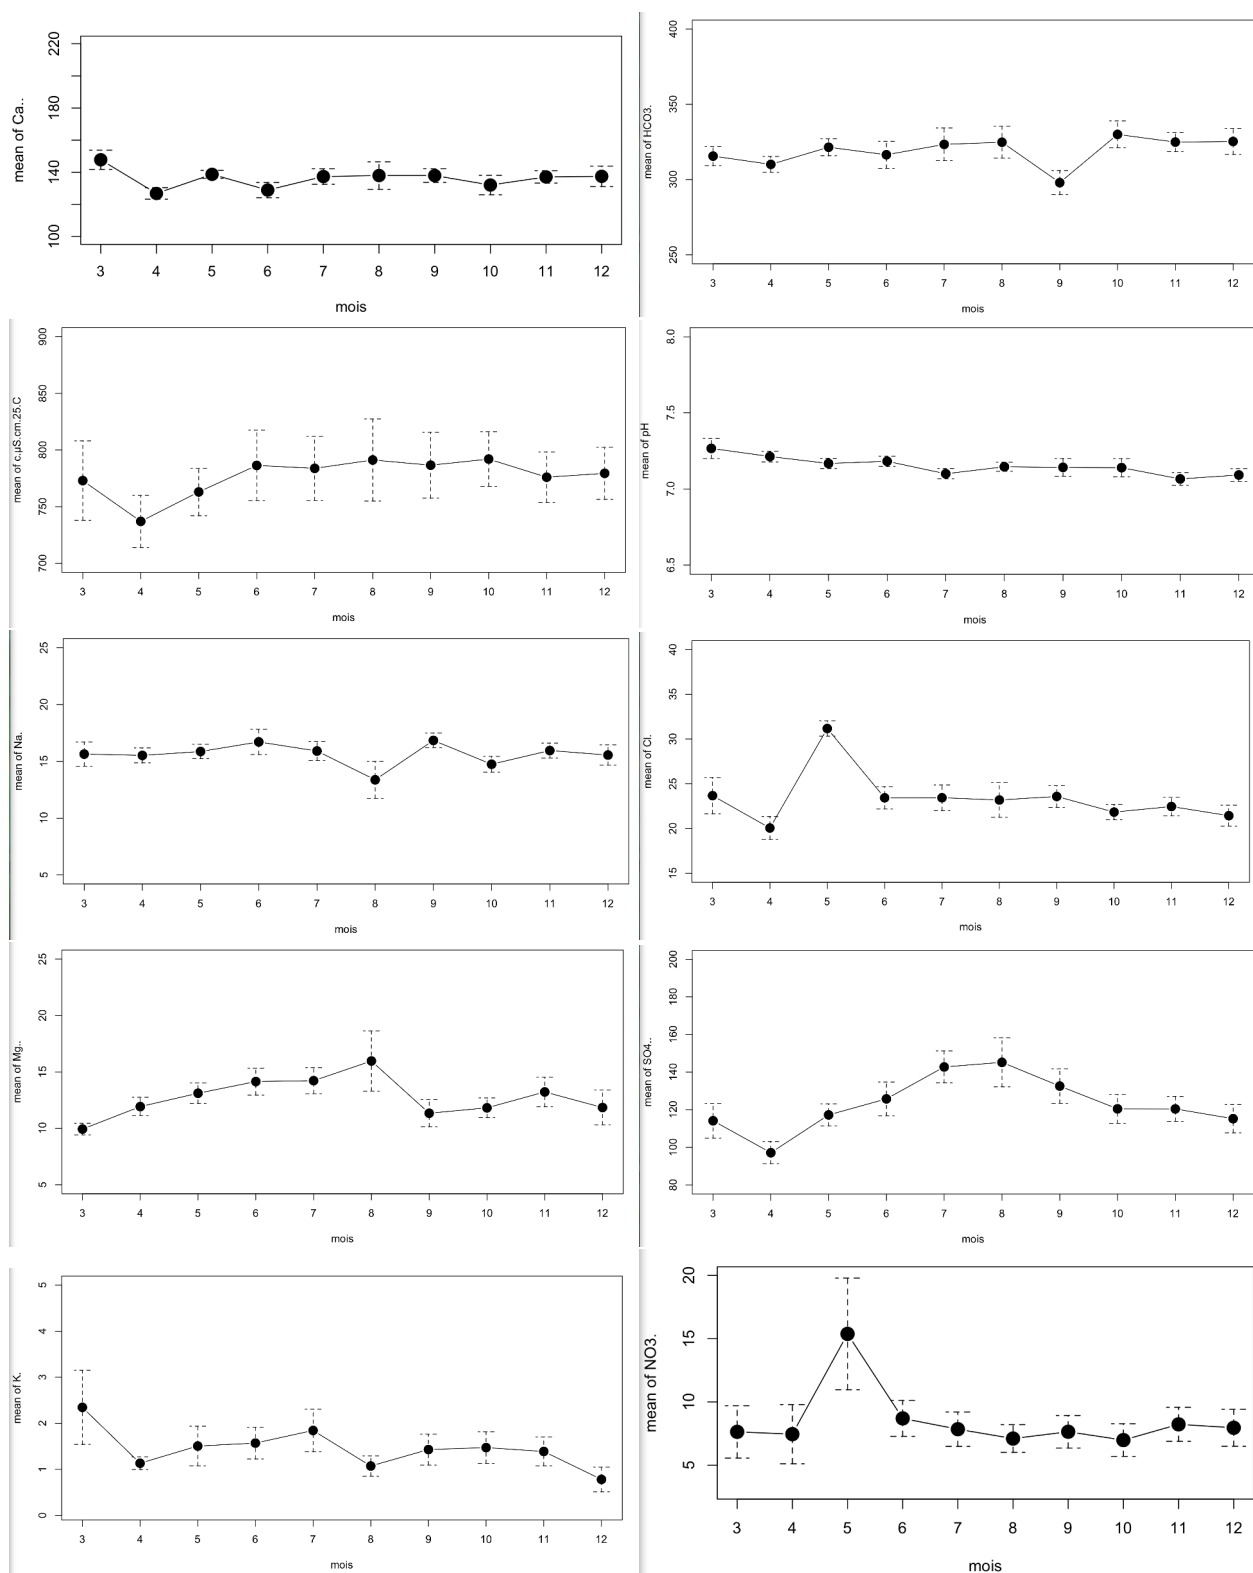 mean of Ca..
220
180
140
100
3 4 5 6 7 8 9 10 11 12
mois
mean of HCO3.
400
350
300
250
3 4 5 6 7 8 9 10 11 12
mois
mean of c.µS.cm.25.C
900
850
800
750
700
3 4 5 6 7 8 9 10 11 12
mois
mean of pH
8.0
7.5
7.0
6.5
3 4 5 6 7 8 9 10 11 12
mois
mean of Na.
25
20
15
10
5
3 4 5 6 7 8 9 10 11 12
mois
mean of Cl.
40
35
30
25
20
15
3 4 5 6 7 8 9 10 11 12
mois
mean of Mg..
25
20
15
10
5
3 4 5 6 7 8 9 10 11 12
mois
mean of SO4..
200
180
160
140
120
100
80
3 4 5 6 7 8 9 10 11 12
mois
mean of K.
5
4
3
2
1
0
3 4 5 6 7 8 9 10 11 12
mois
mean of NO3.
20
15
10
5
3 4 5 6 7 8 9 10 11 12
mois